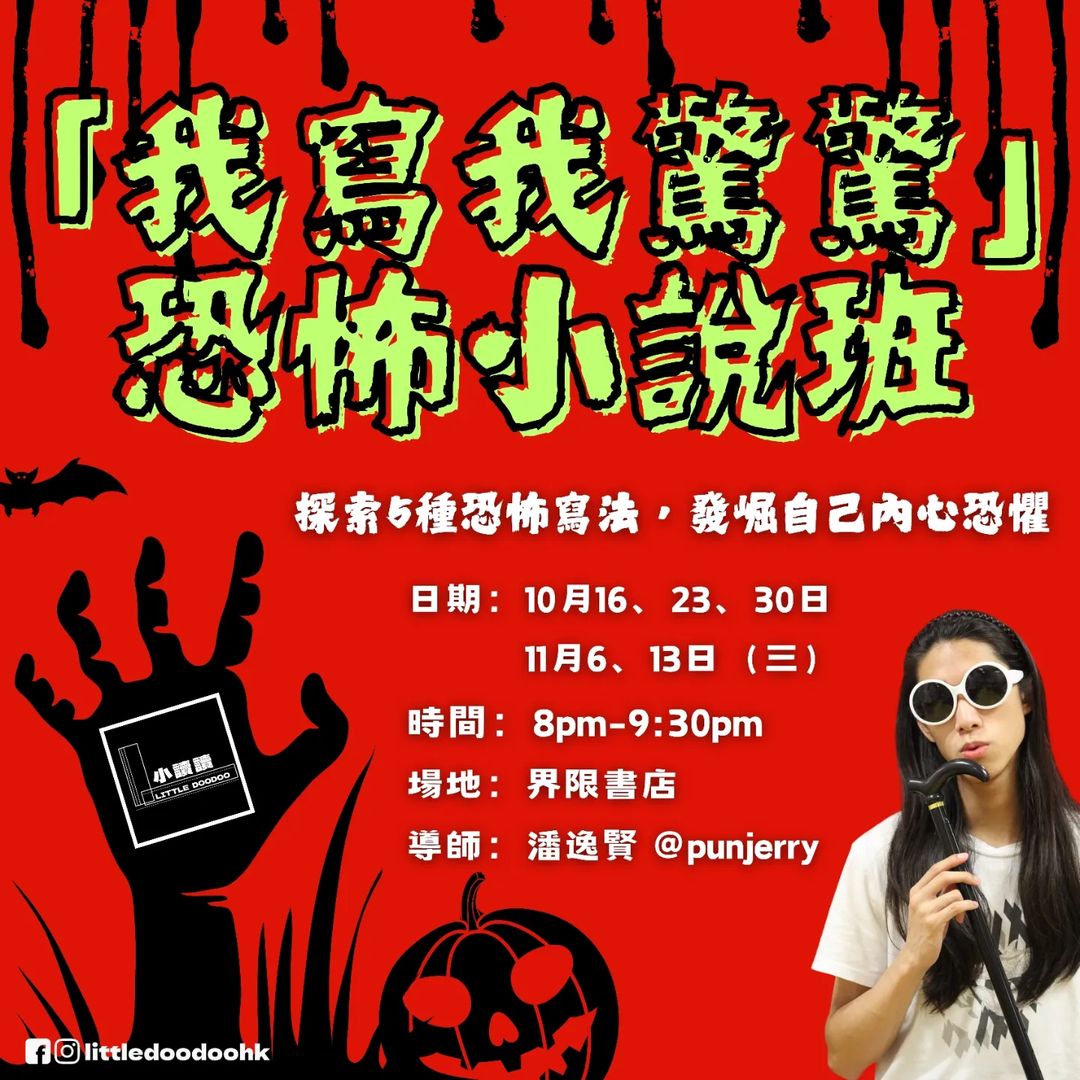 「我寫我驚驚」
恐怖小說班
探索5種恐怖寫法，發掘自己內心恐懼
日期：10月16、23、30日
11月6、13日（三）
時間：8pm-9:30pm
場地：界限書店
導師：潘逸賢 @punjerry
小讀讀
LITTLE DOODOO
littledoodoohk